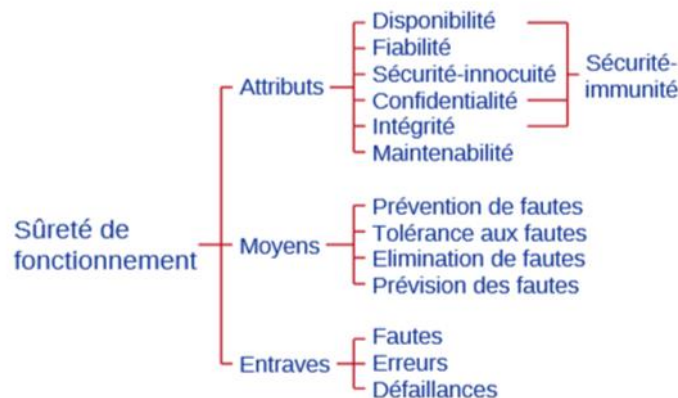 Sûreté de
fonctionnement
Attributs
Disponibilité
Fiabilité
Sécurité-innocuité
Confidentialité
Intégrité
Maintenabilité
Sécurité-
immunité
Moyens
Prévention de fautes
Tolérance aux fautes
Elimination de fautes
Prévision des fautes
Entraves
Fautes
Erreurs
Défaillances